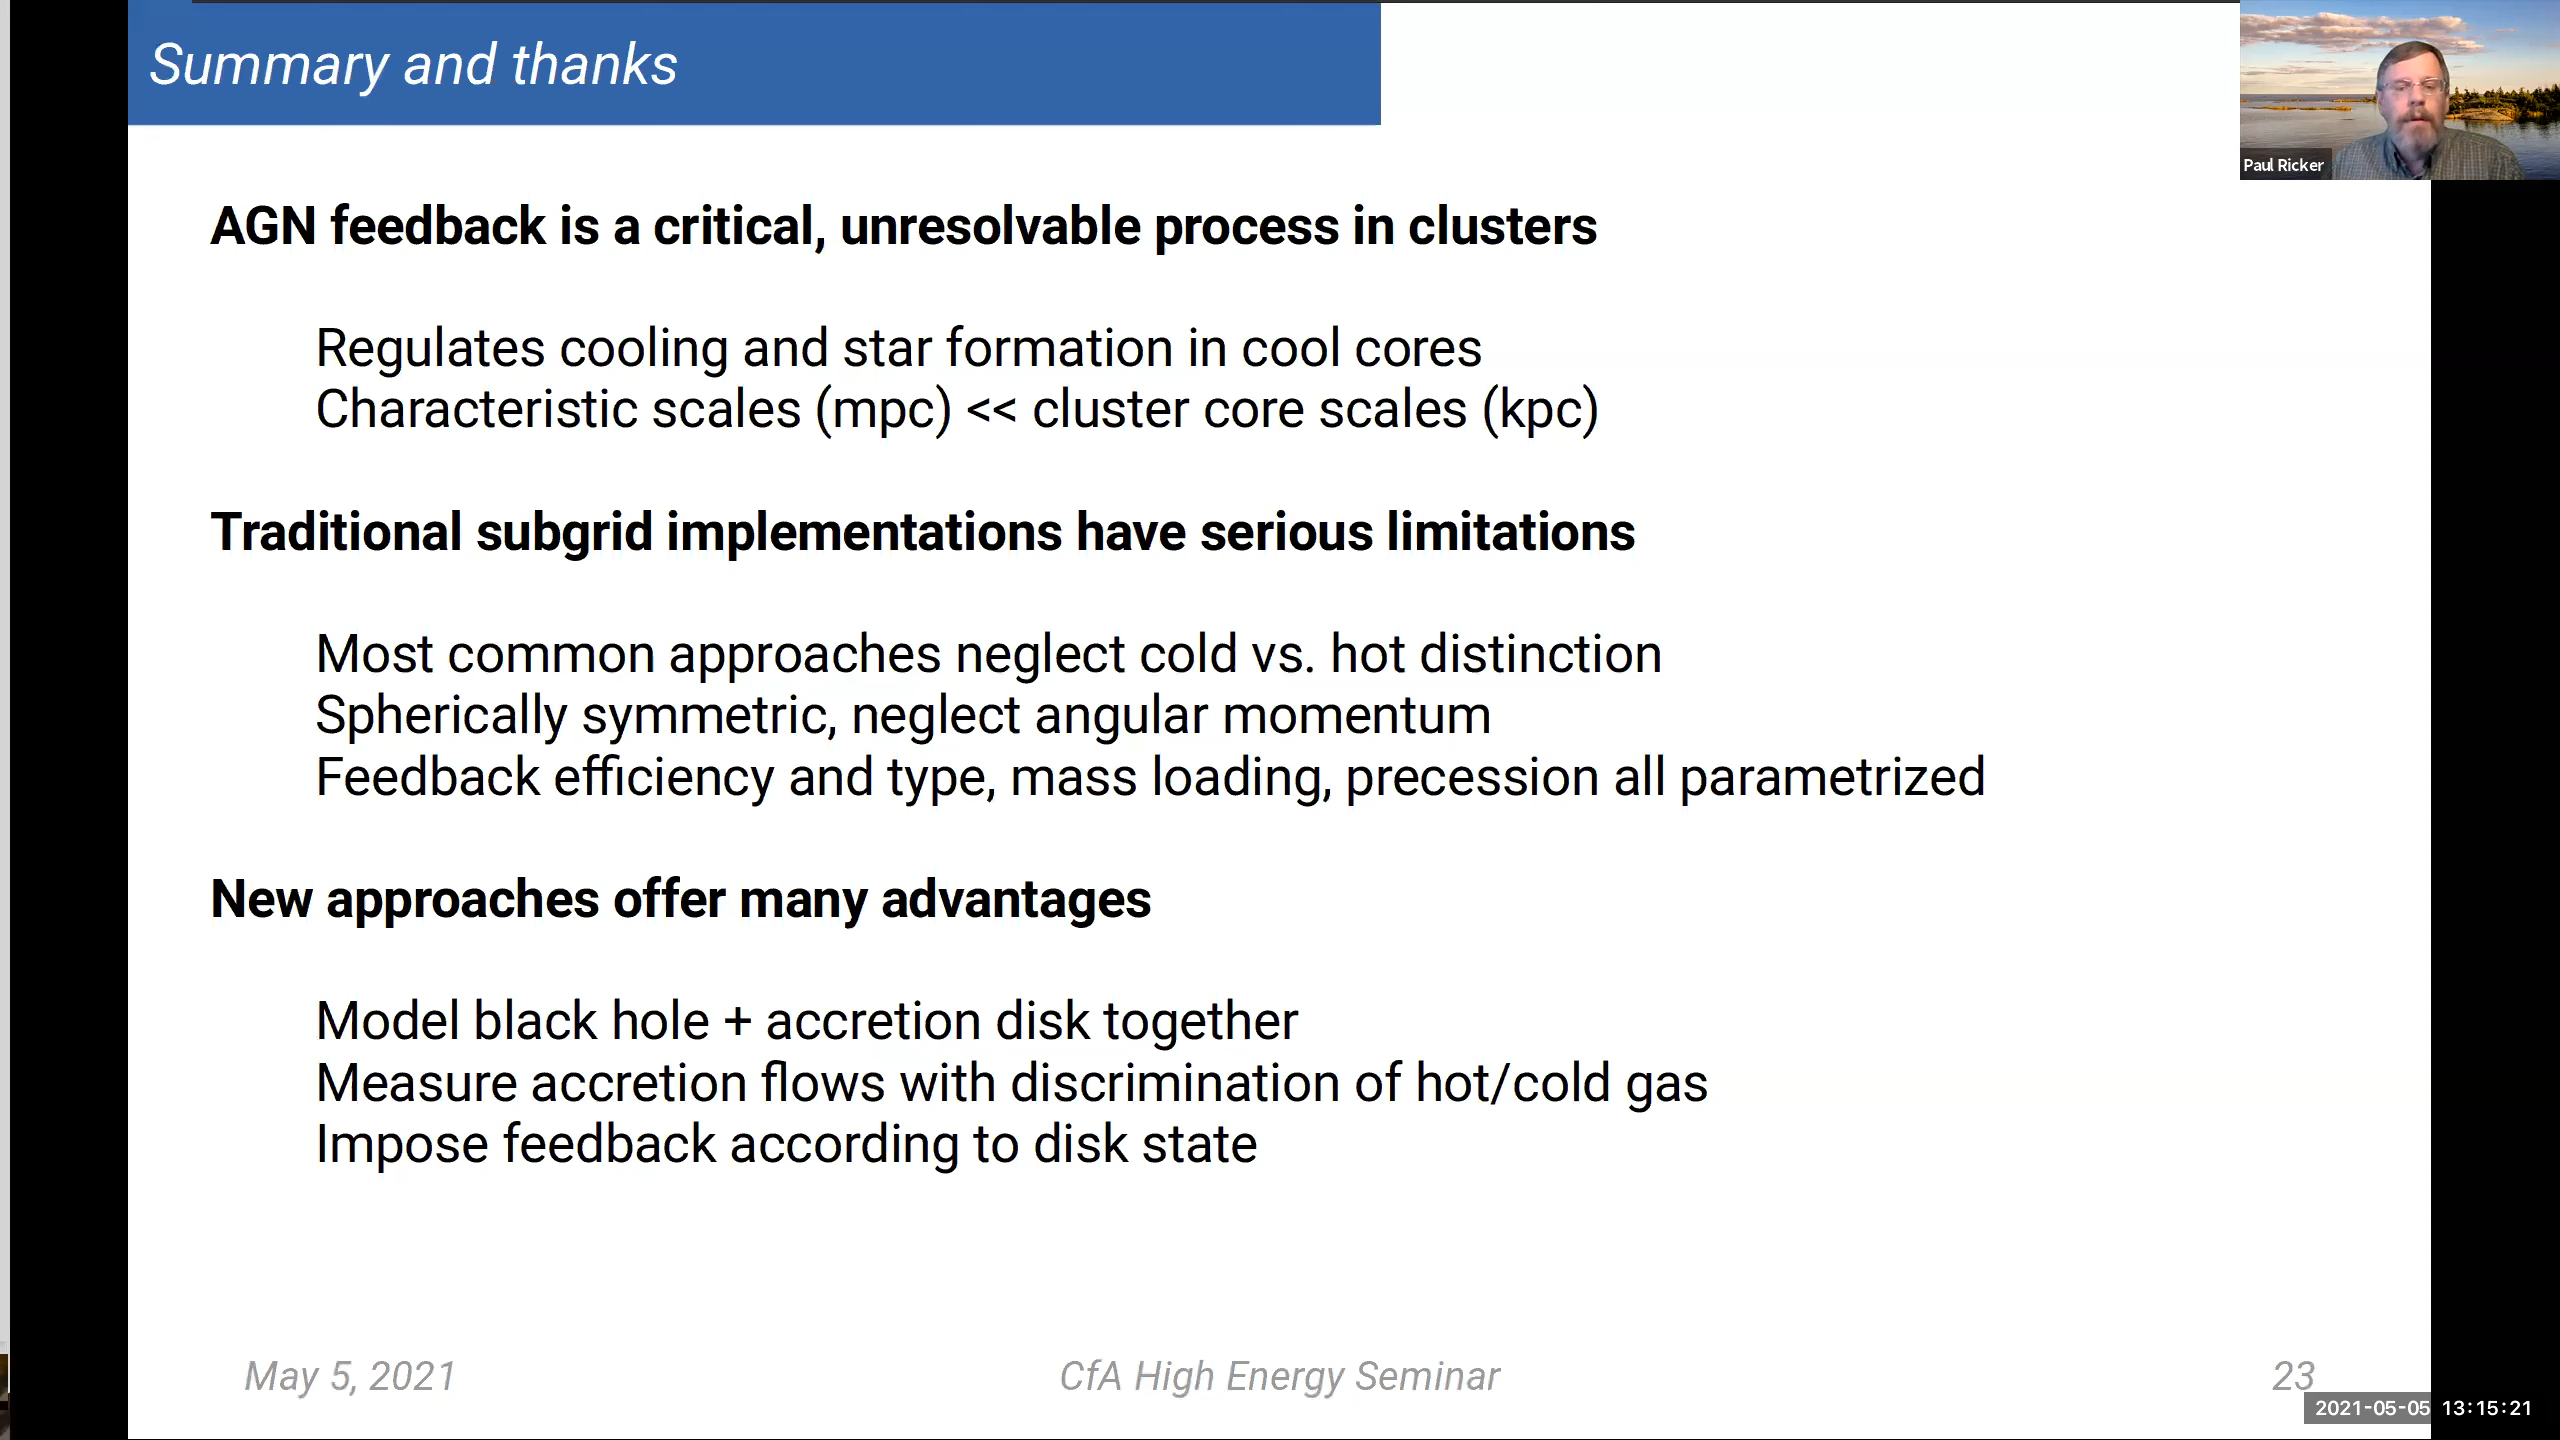 Summary and thanks
Paul Ricker
AGN feedback is a critical, unresolvable process in clusters
Regulates cooling and star formation in cool cores
Characteristic scales (mpc) << cluster core scales (kpc)
Traditional subgrid implementations have serious limitations
Most common approaches neglect cold vs. hot distinction
Spherically symmetric, neglect angular momentum
Feedback efficiency and type, mass loading, precession all parametrized
New approaches offer many advantages
Model black hole + accretion disk together
Measure accretion flows with discrimination of hot/cold gas
Impose feedback according to disk state
May 5, 2021
CfA High Energy Seminar
23
2021-05-05 13:15:21